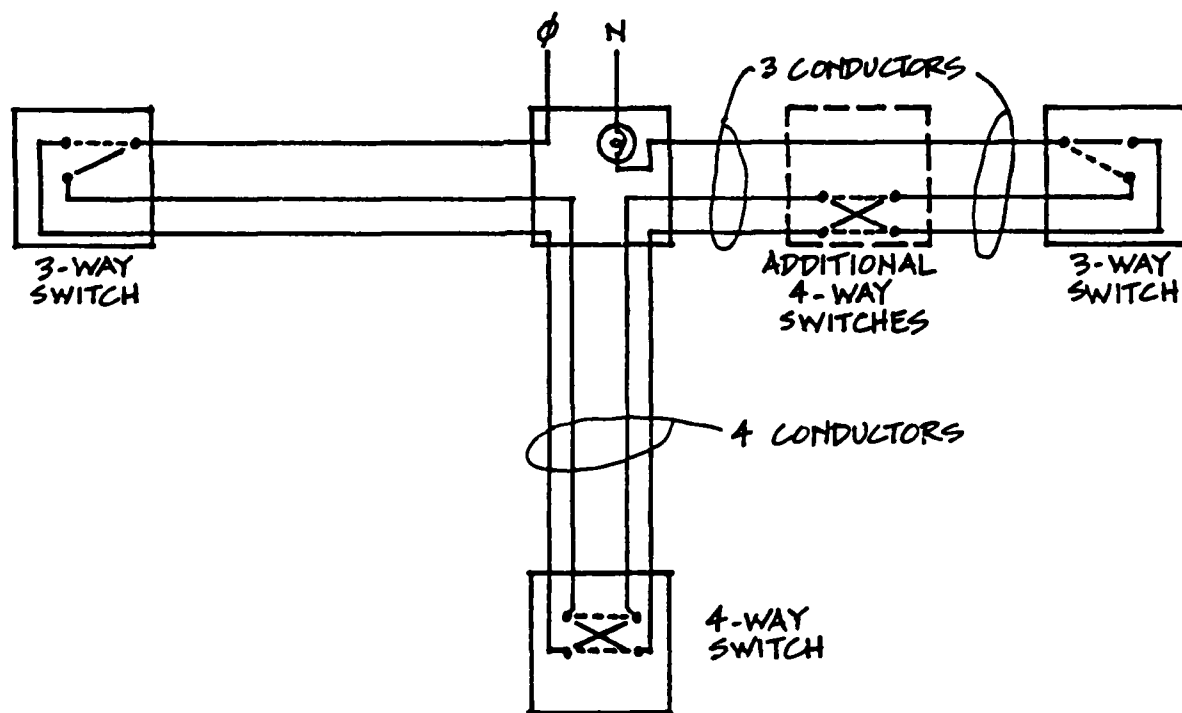 ϕ N
3 CONDUCTORS
3-WAY
SWITCH
ADDITIONAL
4-WAY
SWITCHES
3-WAY
SWITCH
4 CONDUCTORS
4-WAY
SWITCH